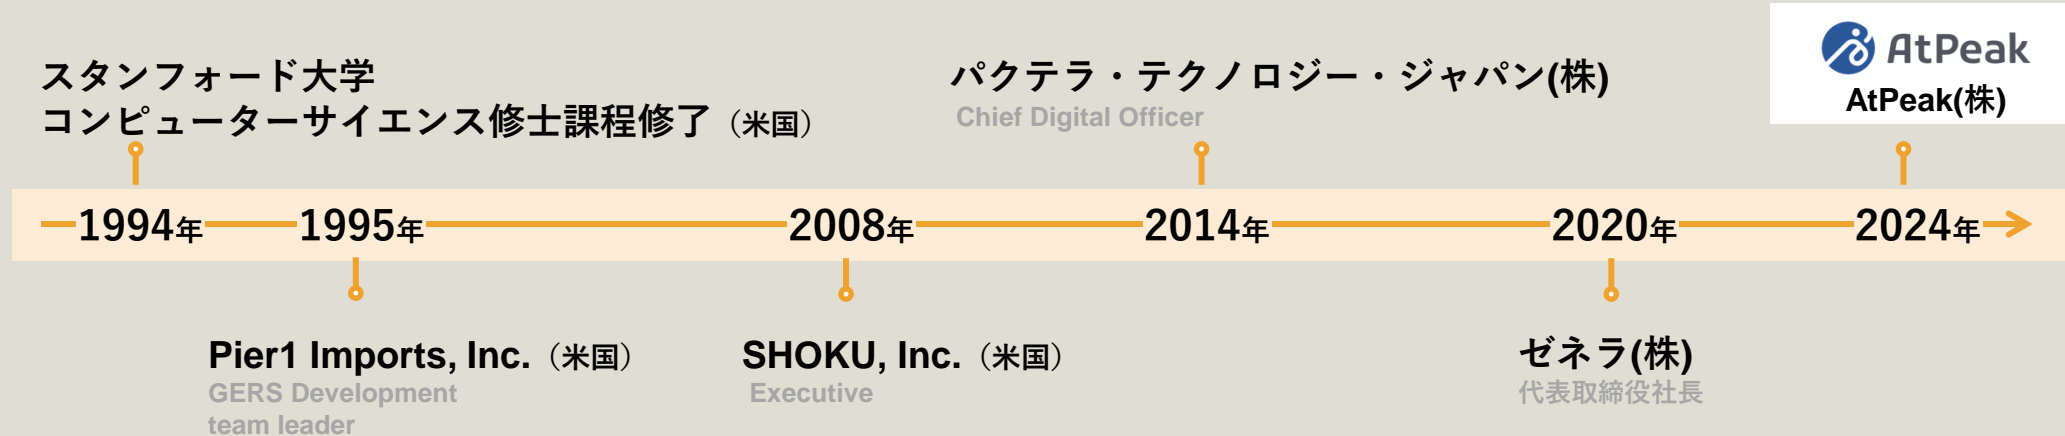 スタンフォード大学
コンピューターサイエンス修士課程修了（米国）
パクテラ・テクノロジー・ジャパン(株)
Chief Digital Officer
AtPeak
AtPeak(株)
1994年 1995年 2008年 2014年 2020年 2024年
Pier1 Imports, Inc.（米国）
GERS Development
team leader
SHOKU, Inc.（米国）
Executive
ゼネラ(株)
代表取締役社長